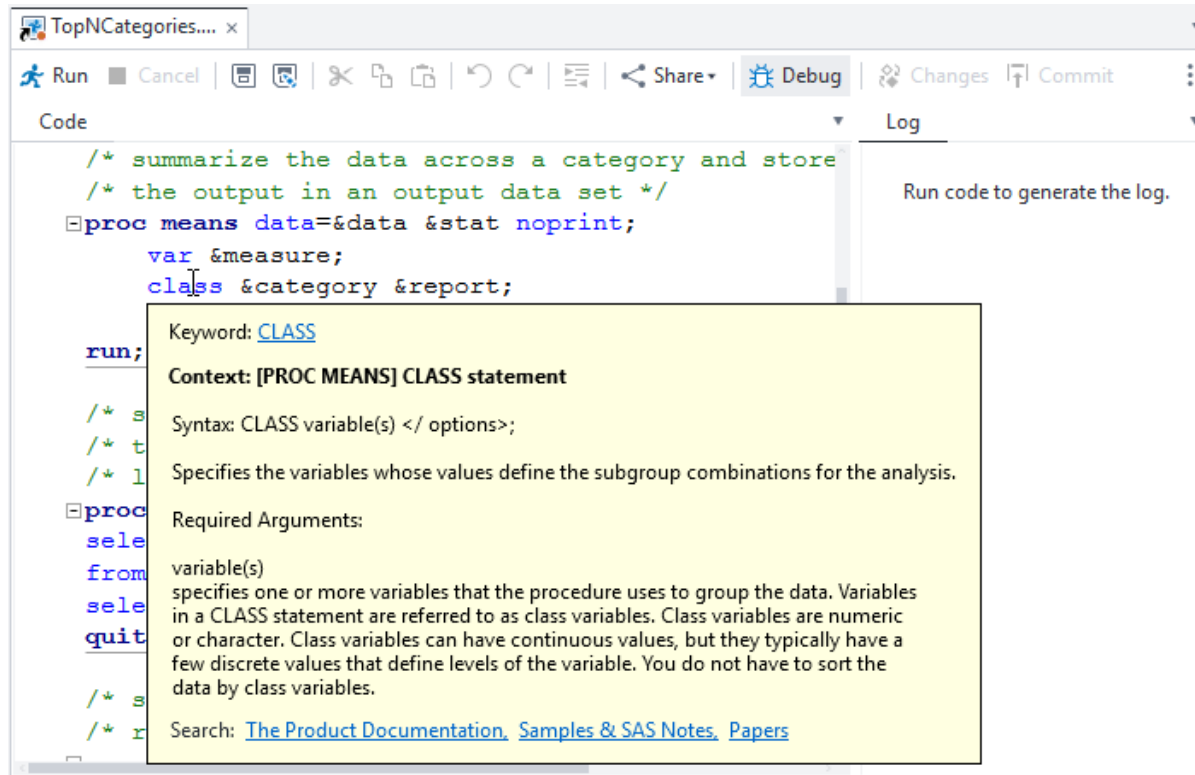 TopNCategories.... ×
Run Cancel Share Debug Changes Commit
Code
Log
/* summarize the data across a category and store
/* the output in an output data set */
Run code to generate the log.
proc means data=&data &stat noprint;
var &measure;
class &category &report;
run;
/* s
/* t
/* l
proc
sele
from
sele
quit
/* s
/* r
Keyword: CLASS
Context: [PROC MEANS] CLASS statement
Syntax: CLASS variable(s) </ options>;
Specifies the variables whose values define the subgroup combinations for the analysis.
Required Arguments:
variable(s)
specifies one or more variables that the procedure uses to group the data. Variables
in a CLASS statement are referred to as class variables. Class variables are numeric
or character. Class variables can have continuous values, but they typically have a
few discrete values that define levels of the variable. You do not have to sort the
data by class variables.
Search: The Product Documentation, Samples & SAS Notes, Papers